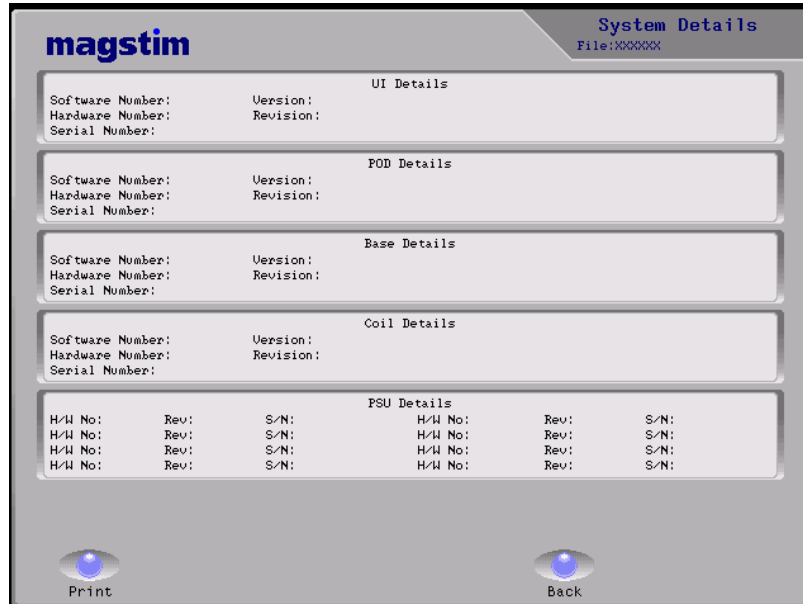 magstim
System Details
File:XXXXXX
UI Details
Software Number: Version:
Hardware Number: Revision:
Serial Number:
POD Details
Software Number: Version:
Hardware Number: Revision:
Serial Number:
Base Details
Software Number: Version:
Hardware Number: Revision:
Serial Number:
Coil Details
Software Number: Version:
Hardware Number: Revision:
Serial Number:
PSU Details
H/W No: Rev: S/N: H/W No: Rev: S/N:
H/W No: Rev: S/N: H/W No: Rev: S/N:
H/W No: Rev: S/N: H/W No: Rev: S/N:
H/W No: Rev: S/N: H/W No: Rev: S/N:
Print Back